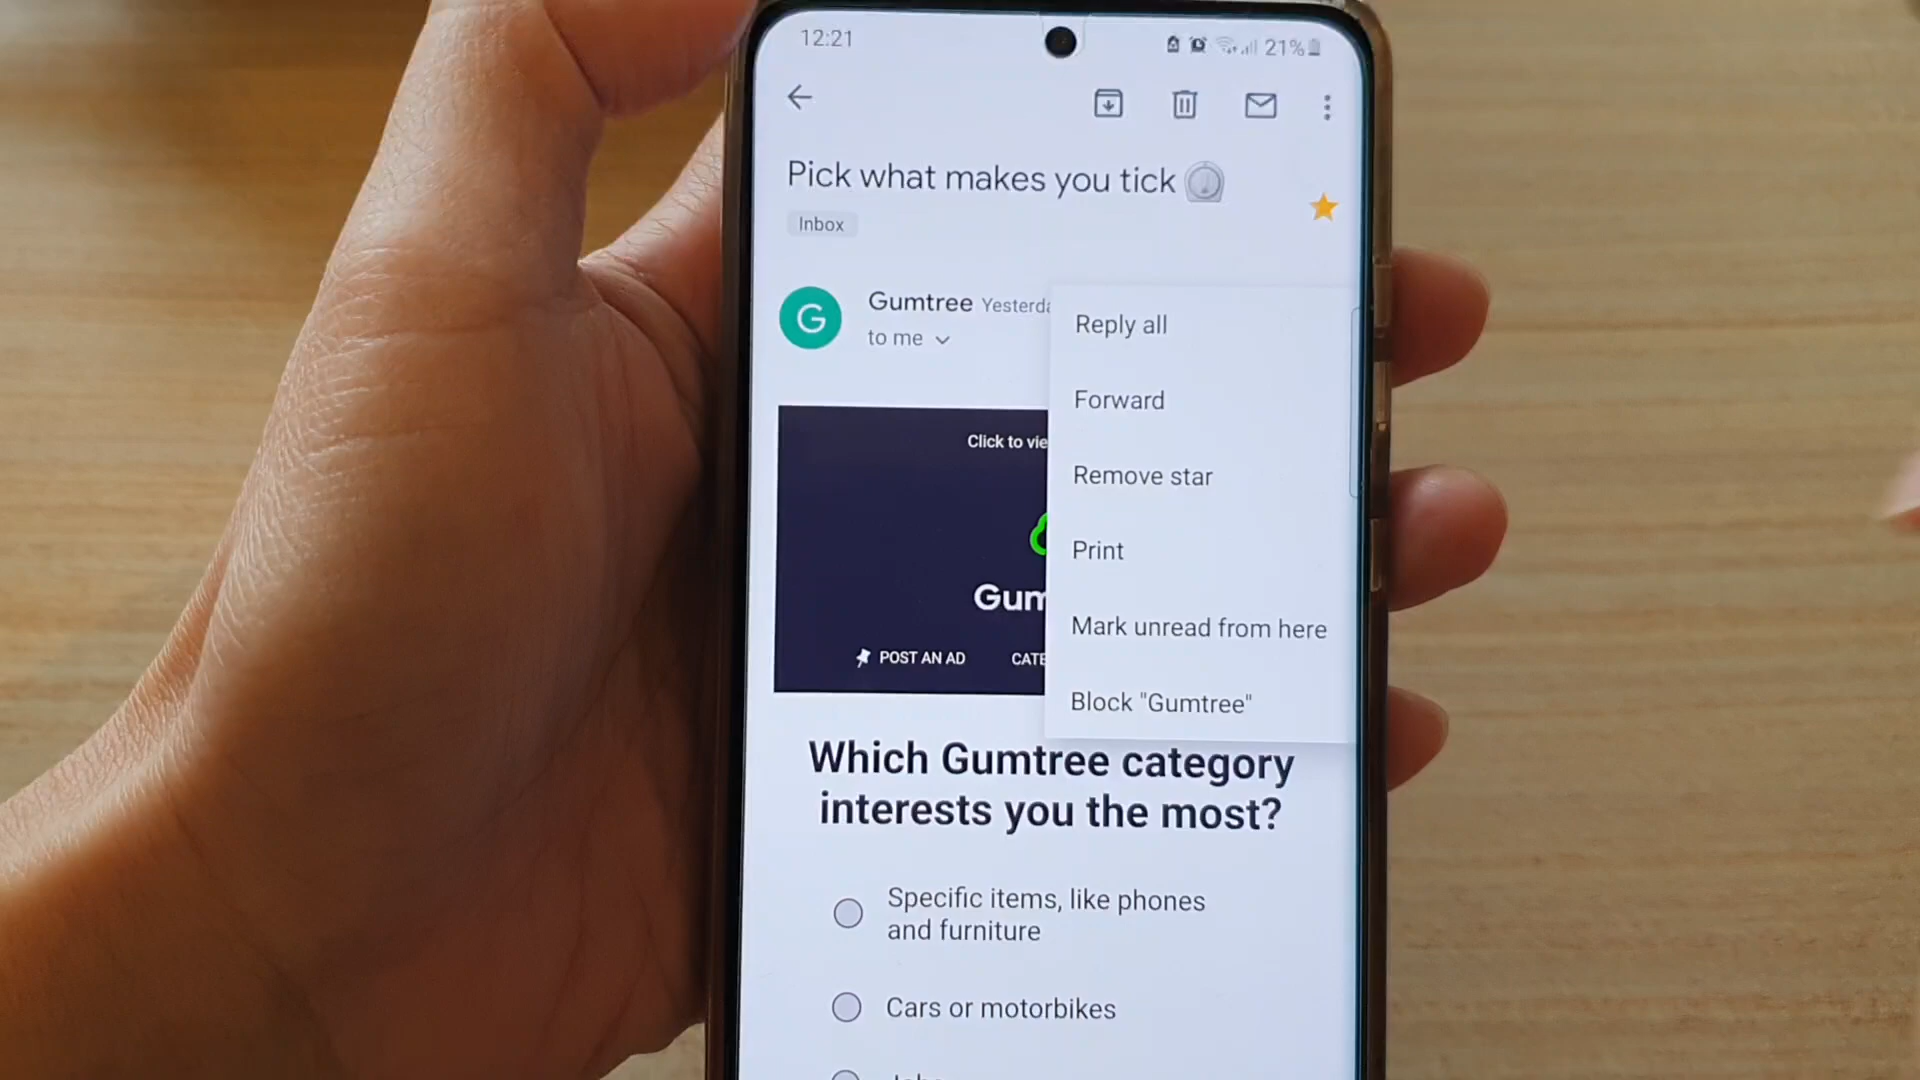 12:21
21%
Pick what makes you tick
Inbox
Gumtree
to me
Reply all
Forward
Remove star
Print
Mark unread from here
Block "Gumtree"
Click to
G
POST AN AD
Which Gumtree category
interests you the most?
Specific items, like phones
and furniture
Cars or motorbikes